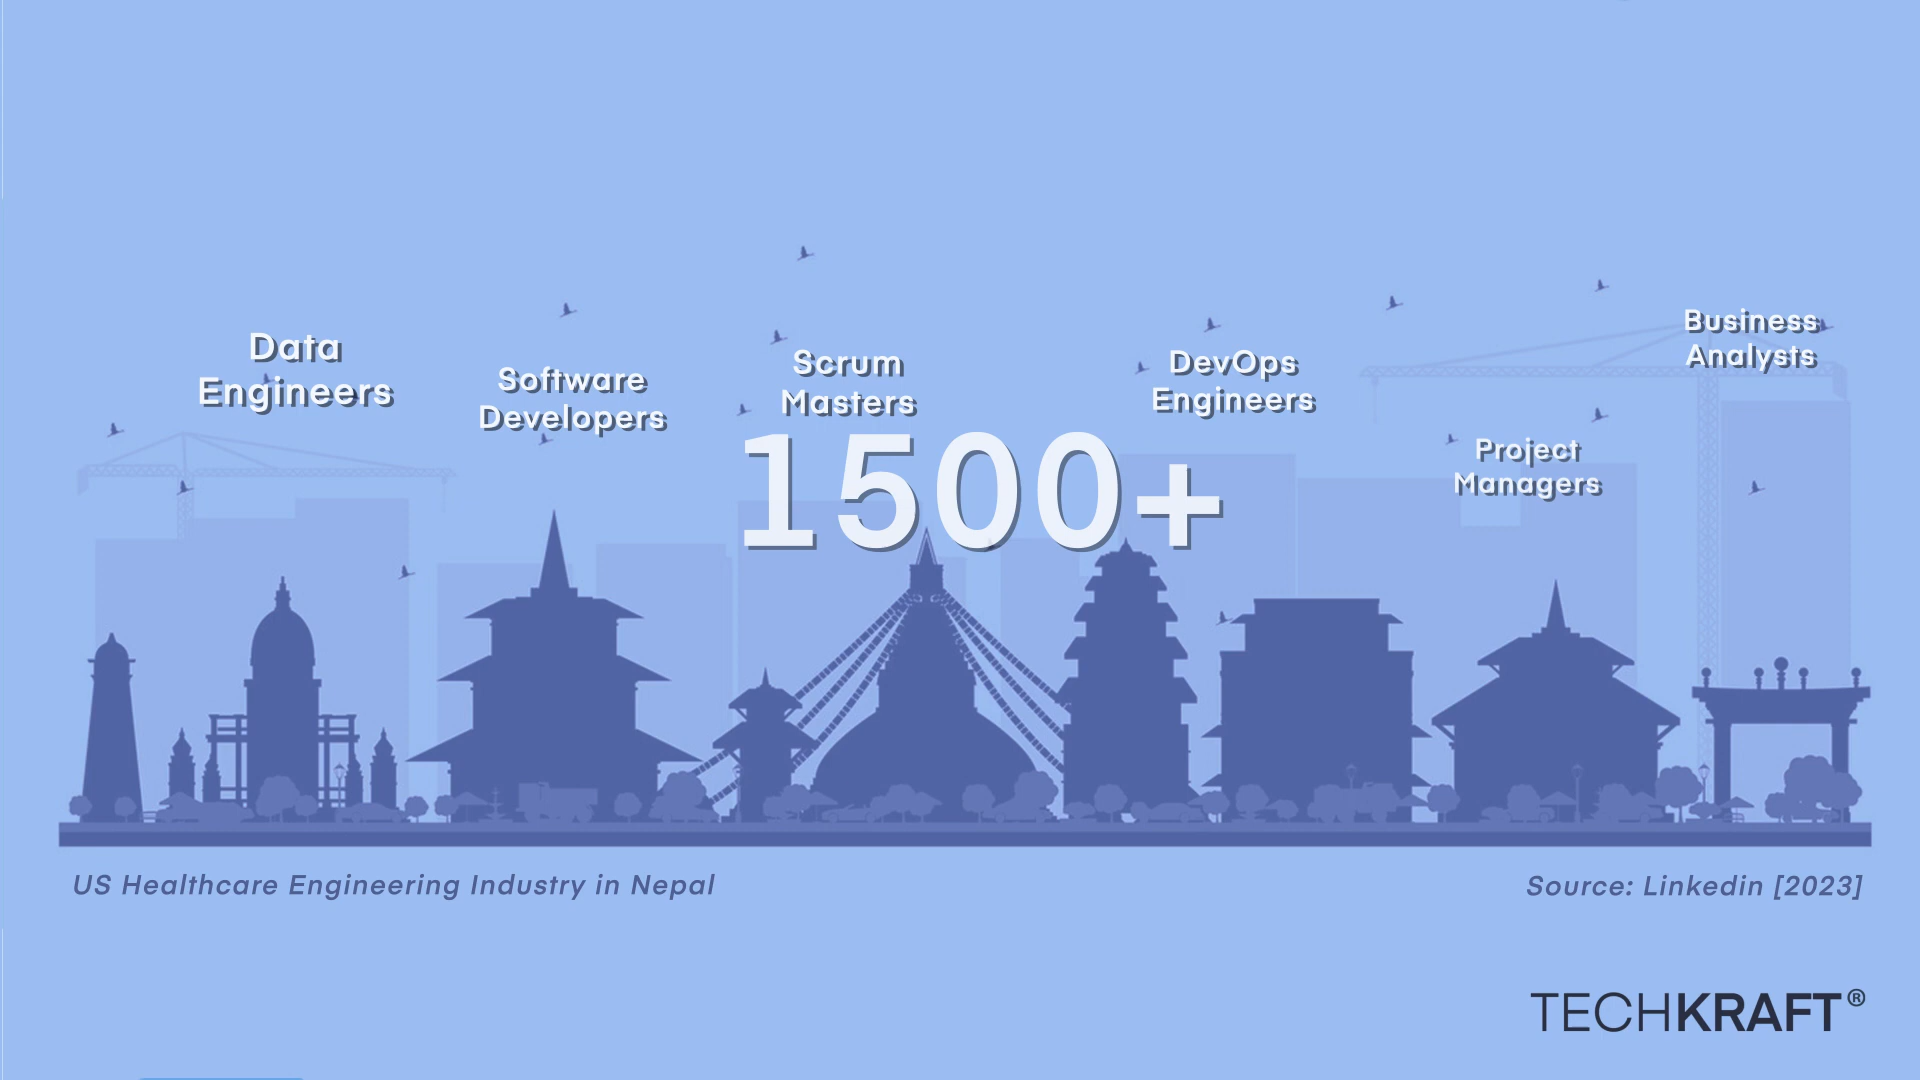 Data
Engineers
Software
Developers
Scrum
Masters
DevOps
Engineers
Project
Managers
Business
Analysts
1500+
US Healthcare Engineering Industry in Nepal
Source: Linkedin [2023]
TECHKRAFT®